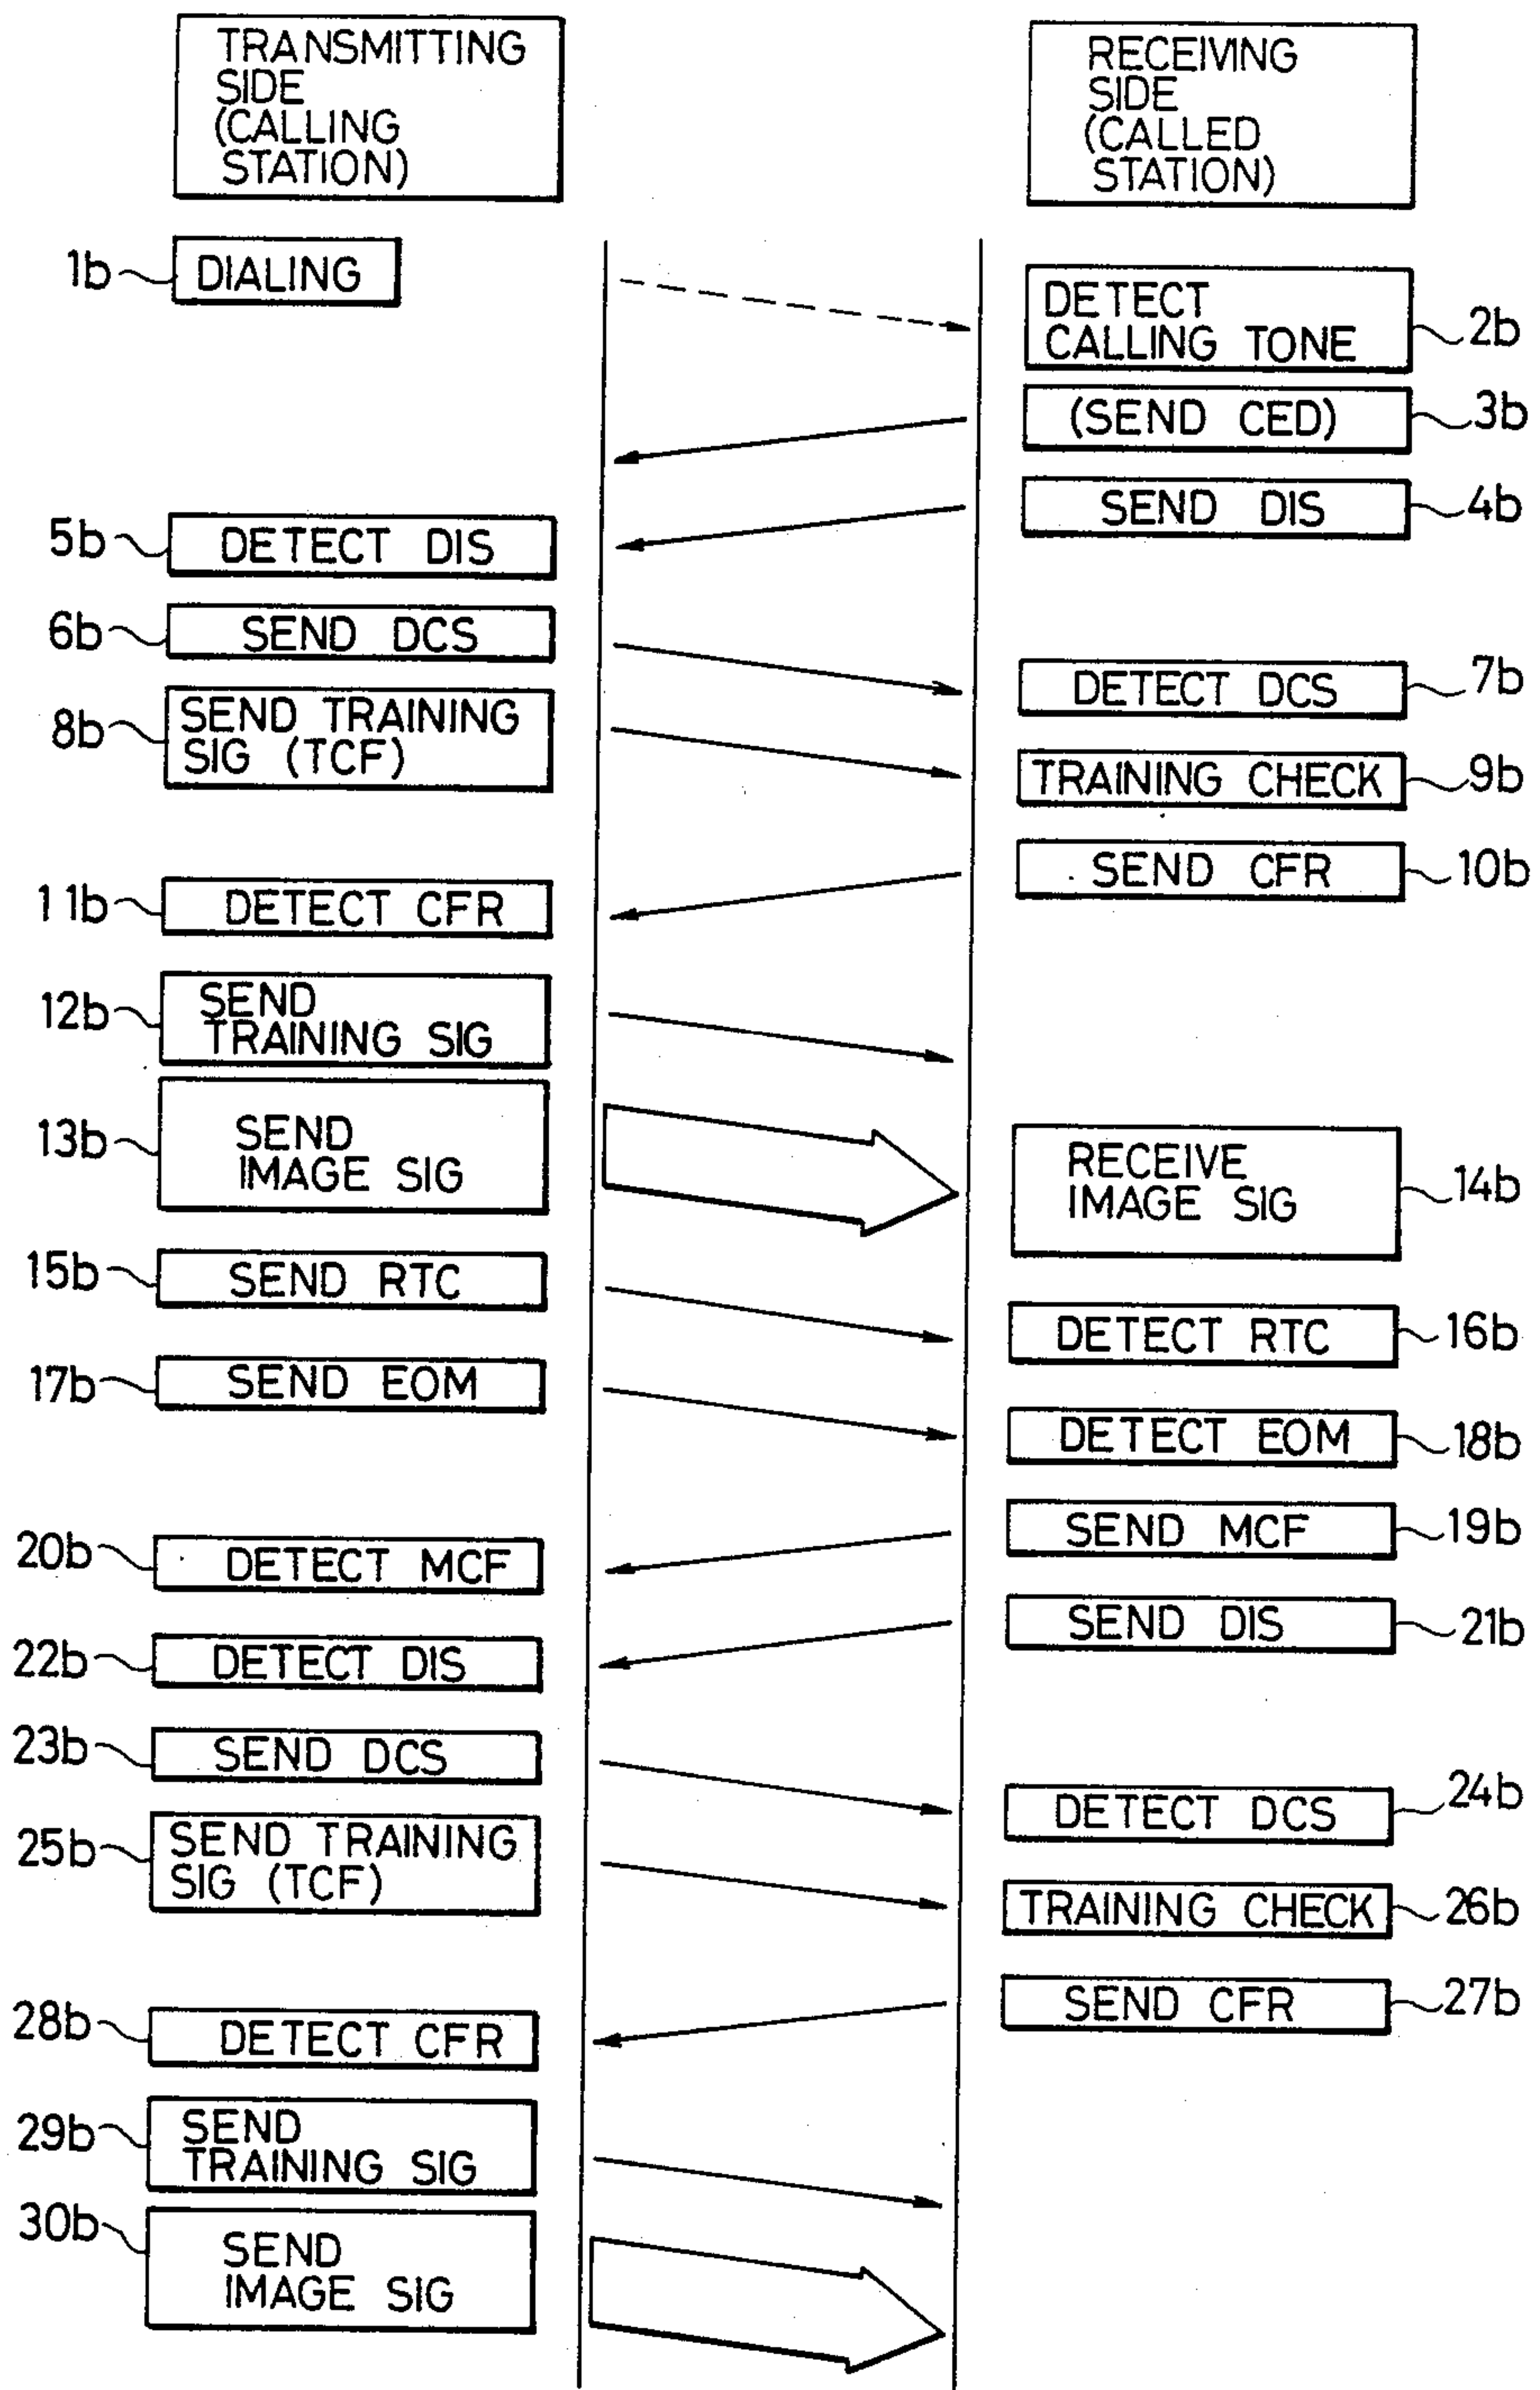 TRANSMITTING
SIDE
(CALLING
STATION)
RECEIVING
SIDE
(CALLED
STATION)
1b
DIALING
DETECT
CALLING TONE
2b
(SEND CED)
3b
SEND DIS
4b
5b
DETECT DIS
6b
SEND DCS
DETECT DCS
7b
8b
SEND TRAINING
SIG (TCF)
TRAINING CHECK
9b
SEND CFR
10b
11b
DETECT CFR
12b
SEND
TRAINING SIG
13b
SEND
IMAGE SIG
RECEIVE
IMAGE SIG
14b
15b
SEND RTC
DETECT RTC
16b
17b
SEND EOM
DETECT EOM
18b
SEND MCF
19b
20b
DETECT MCF
SEND DIS
21b
22b
DETECT DIS
23b
SEND DCS
DETECT DCS
24b
25b
SEND TRAINING
SIG (TCF)
TRAINING CHECK
26b
SEND CFR
27b
28b
DETECT CFR
29b
SEND
TRAINING SIG
30b
SEND
IMAGE SIG